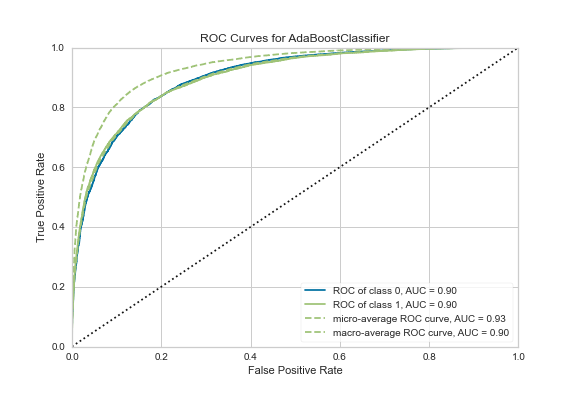 ROC Curves for AdaBoostClassifier
1.0
0.8
0.6
0.4
0.2
0.0
True Positive Rate
ROC of class 0, AUC = 0.90
ROC of class 1, AUC = 0.90
micro-average ROC curve, AUC = 0.93
macro-average ROC curve, AUC = 0.90
0.0 0.2 0.4 0.6 0.8 1.0
False Positive Rate